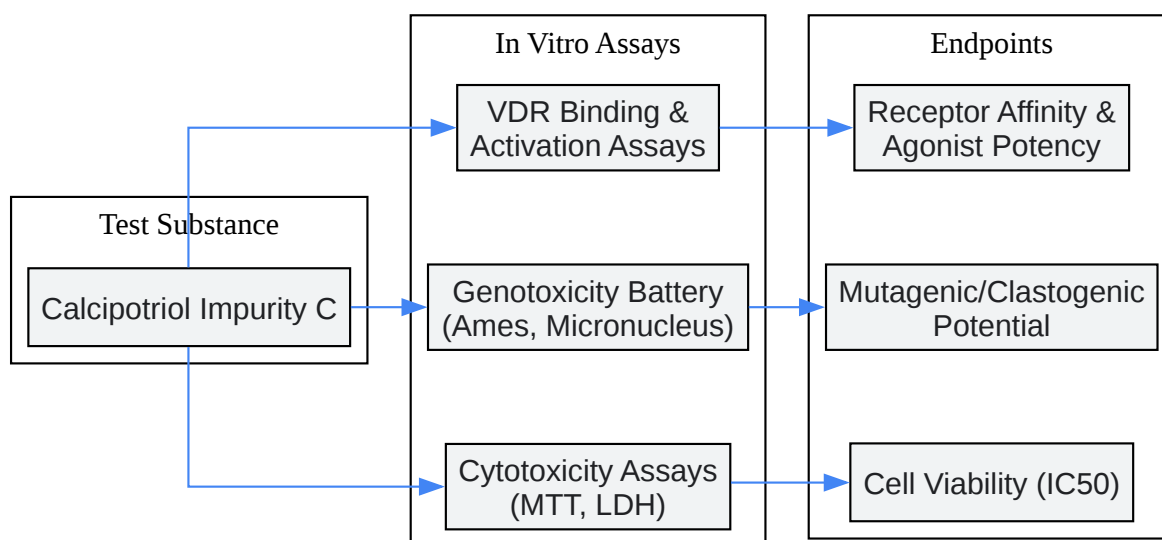 Test Substance
Calcipotriol Impurity C
In Vitro Assays
VDR Binding &
Activation Assays
Genotoxicity Battery
(Ames, Micronucleus)
Cytotoxicity Assays
(MTT, LDH)
Endpoints
Receptor Affinity &
Agonist Potency
Mutagenic/Clastogenic
Potential
Cell Viability (IC50)